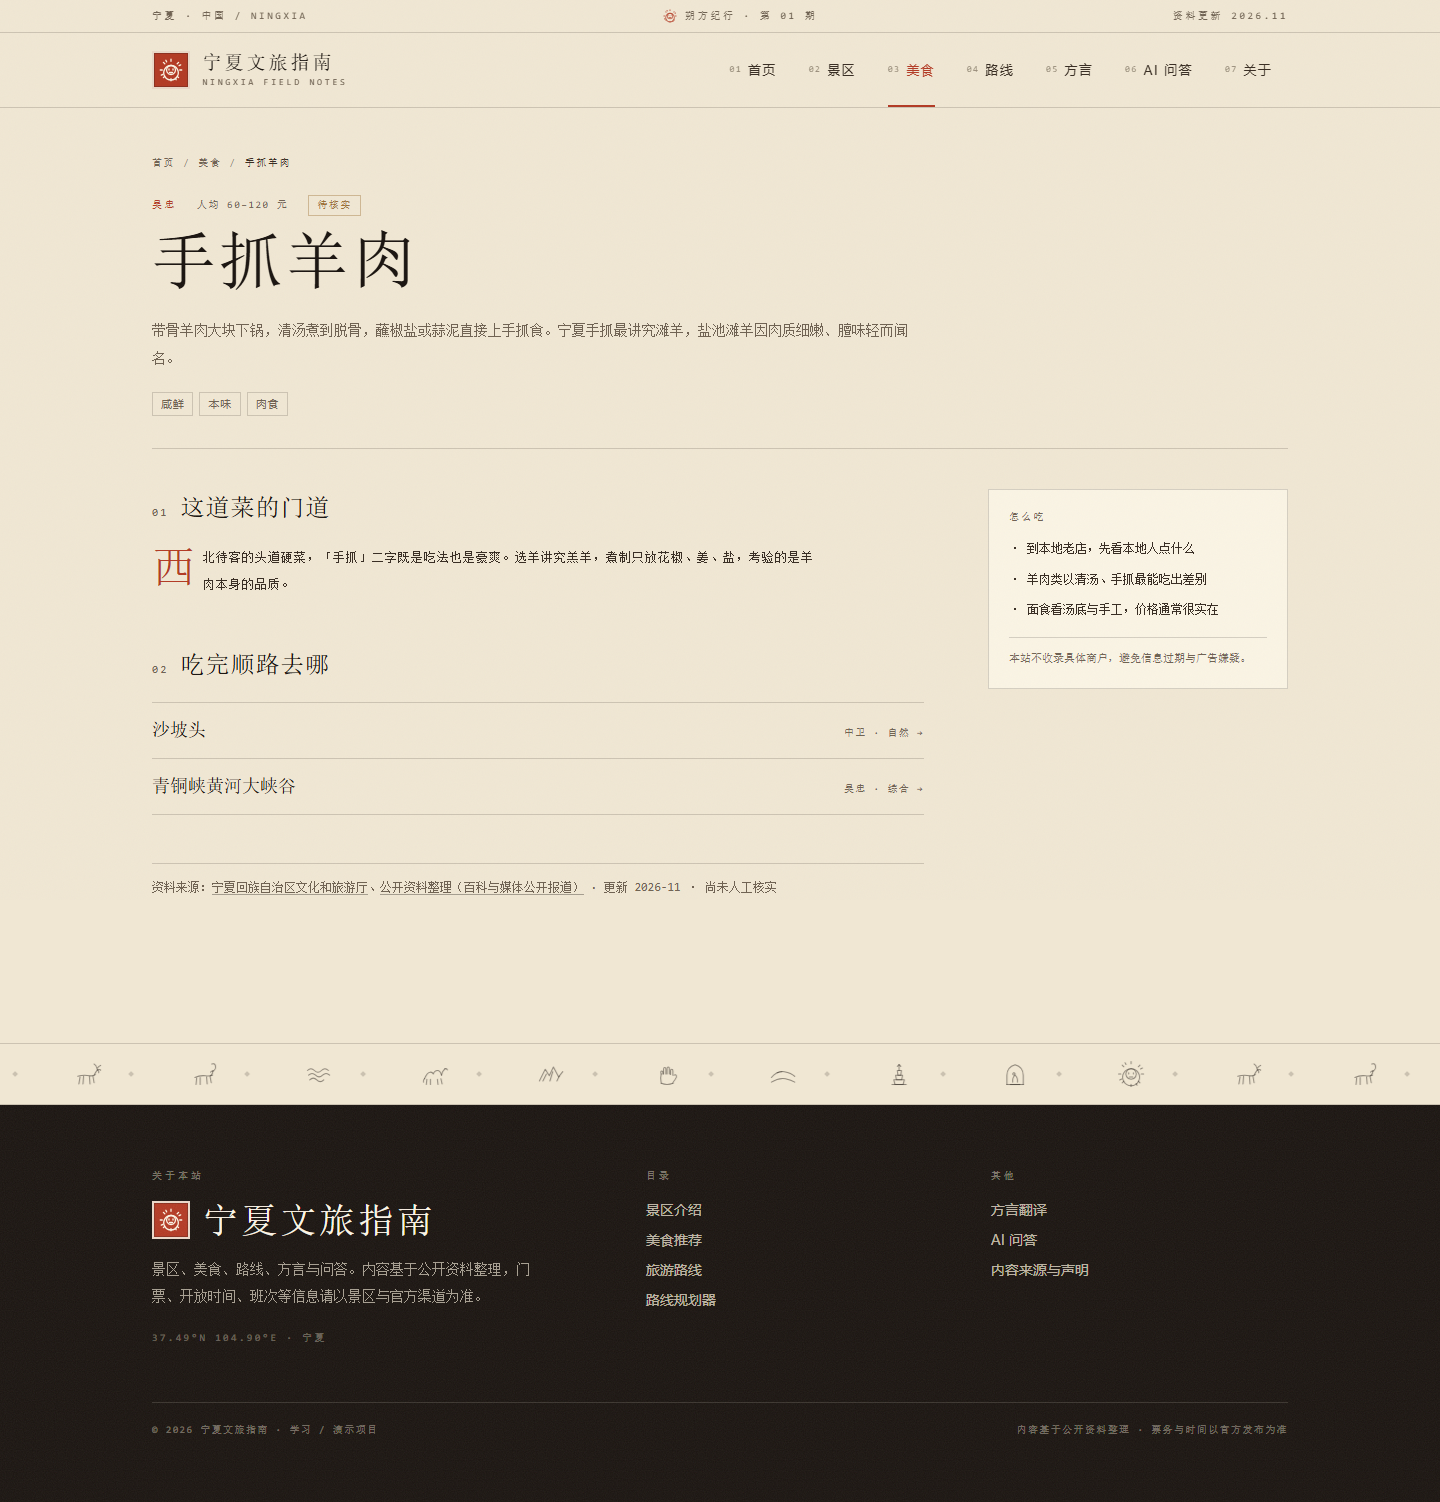 宁夏 · 中国 / NINGXIA
朔方纪行 · 第 01 期
资料更新 2026.11
宁夏文旅指南
NINGXIA FIELD NOTES
01 首页
02 景区
03 美食
04 路线
05 方言
06 AI 问答
07 关于
首页 / 美食 / 手抓羊肉
吴忠 人均 60–120 元 待核实
手抓羊肉
带骨羊肉大块下锅，清汤煮到脱骨，蘸椒盐或蒜泥直接上手抓食。宁夏手抓最讲究滩羊，盐池滩羊因肉质细嫩、膻味轻而闻
名。
咸鲜
本味
肉食
01 这道菜的门道
西北待客的头道硬菜，「手抓」二字既是吃法也是豪爽。选羊讲究羔羊，煮制只放花椒、姜、盐，考验的是羊
肉本身的品质。
02 吃完顺路去哪
沙坡头
中卫 · 自然 →
青铜峡黄河大峡谷
吴忠 · 综合 →
资料来源：宁夏回族自治区文化和旅游厅、公开资料整理（百科与媒体公开报道） · 更新 2026-11 · 尚未人工核实
怎么吃
· 到本地老店，先看本地人点什么
· 羊肉类以清汤、手抓最能吃出差别
· 面食看汤底与手工，价格通常很实在
本站不收录具体商户，避免信息过期与广告嫌疑。
关于本站
宁夏文旅指南
景区、美食、路线、方言与问答。内容基于公开资料整理，门
票、开放时间、班次等信息请以景区与官方渠道为准。
37.49°N 104.90°E · 宁夏
目录
景区介绍
美食推荐
旅游路线
路线规划器
其他
方言翻译
AI 问答
内容来源与声明
© 2026 宁夏文旅指南 · 学习 / 演示项目
内容基于公开资料整理 · 票务与时间以官方发布为准